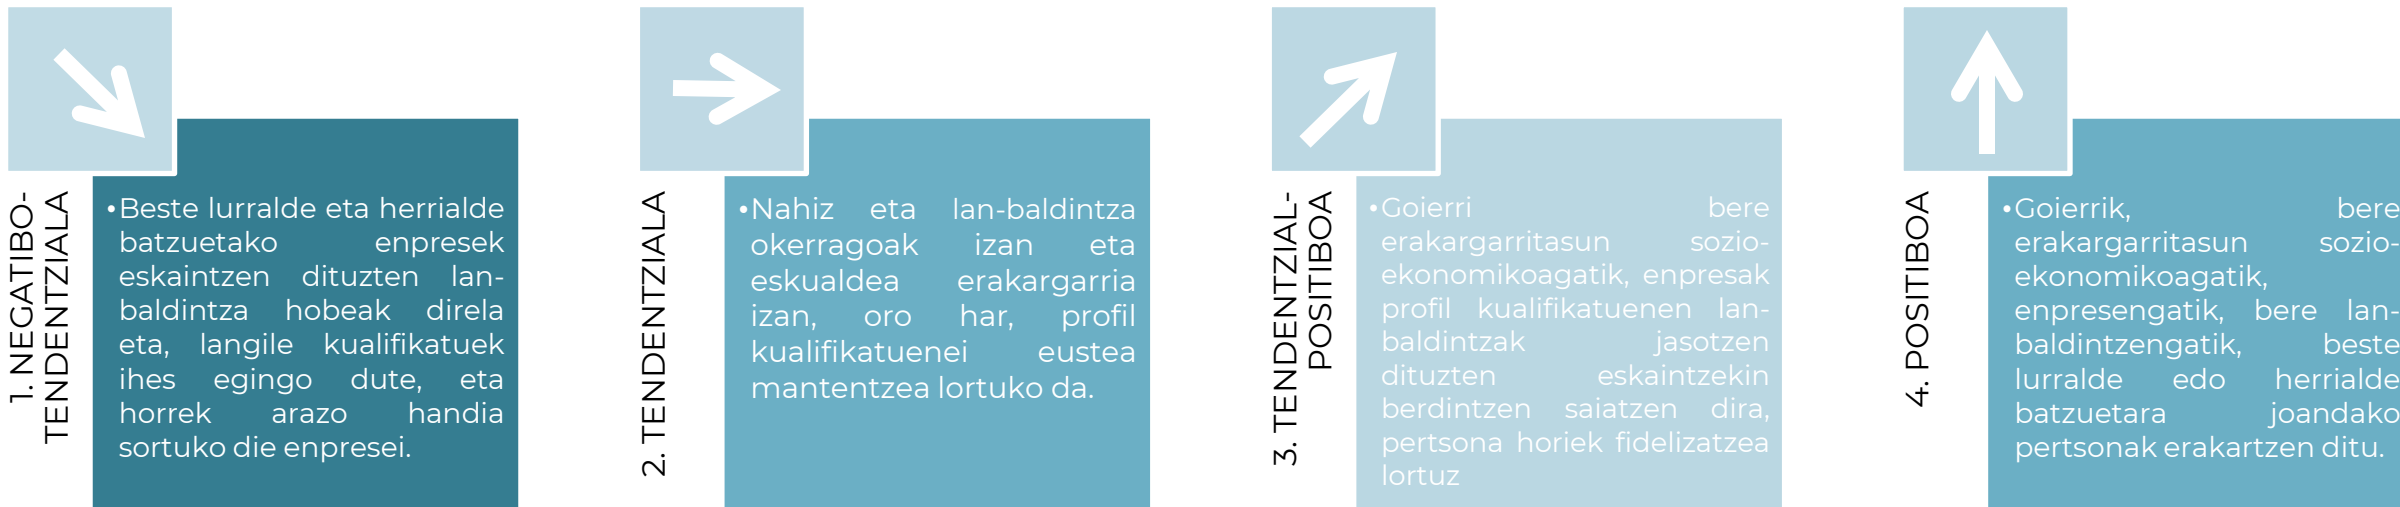 1. NEGATIBO-
TENDENTZIALA
•Beste lurralde eta herrialde
batzuetako enpresek
eskaintzen dituzten lan-
baldintza hobeak direla
eta, langile kualifikatuek
ihes egingo dute, eta
horrek arazo handia
sortuko die enpresei.
2. TENDENTZIALA
•Nahiz eta lan-baldintza
okerragoak izan eta
eskualdea erakargarria
izan, oro har, profil
kualifikatuenei eustea
mantentzea lortuko da.
3. TENDENTZIAL-
POSITIBOA
•Goierri bere
erakargarritasun sozio-
ekonomikoagatik, enpresak
profil kualifikatuenen lan-
baldintzak jasotzen
dituzten eskaintzekin
berdintzen saiatzen dira,
pertsona horiek fidelizatzea
lortuz
4. POSITIBOA
•Goierrik, bere
erakargarritasun sozio-
ekonomikoagatik,
enpresengatik, bere lan-
baldintzengatik, beste
lurralde edo herrialde
batzuetara joandako
pertsonak erakartzen ditu.